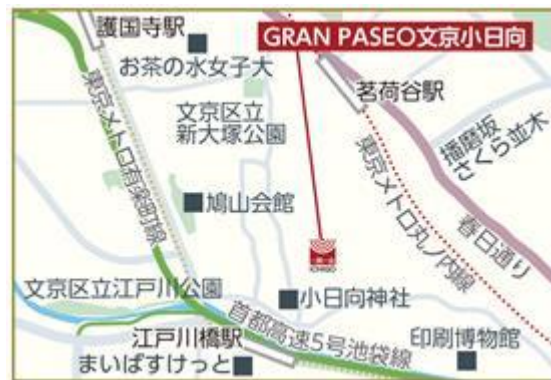 護国寺駅
GRAN PASEO文京小日向
お茶の水女子大
茗荷谷駅
文京区立
新大塚公園
播磨坂
さくら並木
東京メトロ有楽町線
東京メトロ丸ノ内線
鳩山会館
春日通り
文京区立江戸川公園
小日向神社
首都高速5号池袋線
江戸川橋駅
印刷博物館
まいばすけっと